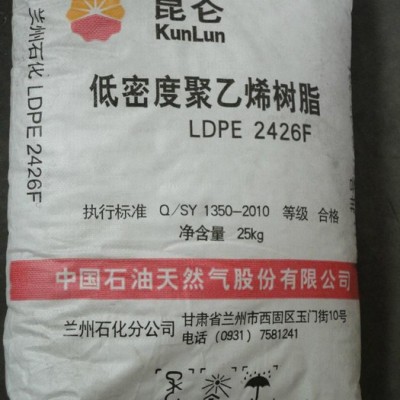 昆仑
KunLun
兰州石化 LDPE 2426F
低密度聚乙烯树脂
LDPE 2426F
执行标准 Q/SY 1350-2010 等级 合格
净含量 25kg
中国石油天然气股份有限公司
兰州石化分公司
甘肃省兰州市西固区玉门街10号
电话 (0931) 7581241